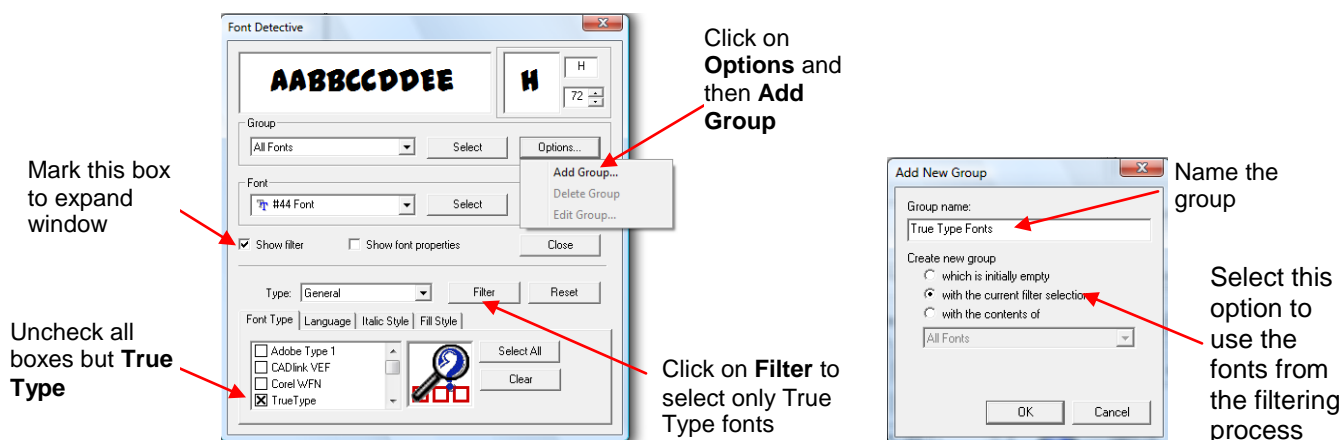 Font Detective
AABBCCDDEE
H
H
72
Group
All Fonts
Select
Options...
Add Group...
Delete Group
Edit Group...
Font
#44 Font
Select
Show filter
Show font properties
Close
Type:
General
Filter
Reset
Font Type
Language
Italic Style
Fill Style
Adobe Type 1
CADlink VEF
Corel WFN
TrueType
Select All
Clear
Mark this box
to expand
window
Uncheck all
boxes but True
Type
Click on
Options and
then Add
Group
Click on Filter to
select only True
Type fonts
Add New Group
Group name:
True Type Fonts
Create new group
which is initially empty
with the current filter selection
with the contents of
All Fonts
OK
Cancel
Name the
group
Select this
option to
use the
fonts from
the filtering
process